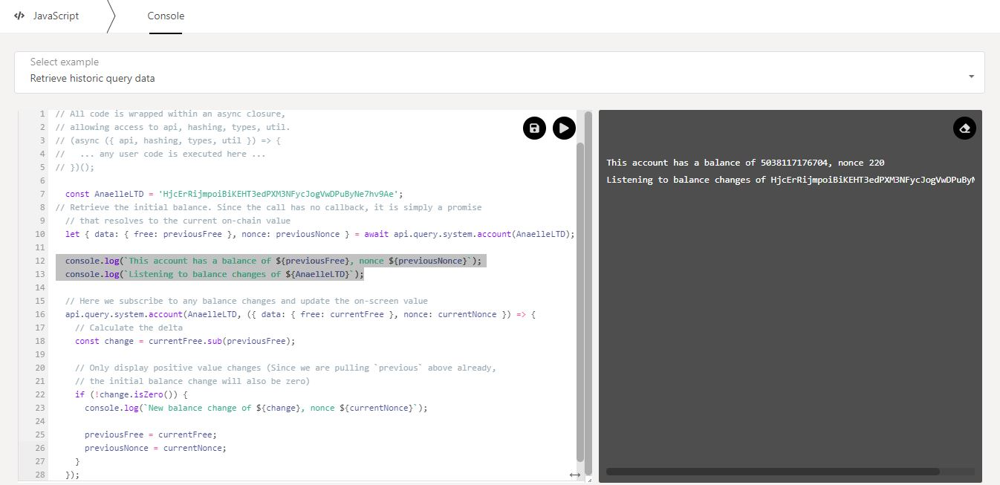 </> JavaScript
Console
Select example
Retrieve historic query data
1 // All code is wrapped within an async closure,
2 // allowing access to api, hashing, types, util.
3 // (async ({ api, hashing, types, util }) => {
4 //   ... any user code is executed here ...
5 // })();
6
7   const AnaelleLTD = 'HjcErRijmpoiBiKEHT3edPXM3NFycJogVwDPuByNe7hv9Ae';
8 // Retrieve the initial balance. Since the call has no callback, it is simply a promise
9   // that resolves to the current on-chain value
10   let { data: { free: previousFree }, nonce: previousNonce } = await api.query.system.account(AnaelleLTD);
11
12   console.log(`This account has a balance of ${previousFree}, nonce ${previousNonce}`);
13   console.log(`Listening to balance changes of ${AnaelleLTD}`);
14
15   // Here we subscribe to any balance changes and update the on-screen value
16   api.query.system.account(AnaelleLTD, ({ data: { free: currentFree }, nonce: currentNonce }) => {
17     // Calculate the delta
18     const change = currentFree.sub(previousFree);
19
20     // Only display positive value changes (Since we are pulling `previous` above already,
21     // the initial balance change will also be zero)
22     if (!change.isZero()) {
23       console.log(`New balance change of ${change}, nonce ${currentNonce}`);
24
25       previousFree = currentFree;
26       previousNonce = currentNonce;
27     }
28   });
This account has a balance of 5038117176704, nonce 220
Listening to balance changes of HjcErRijmpoiBiKEHT3edPXM3NFycJogVwDPuByN